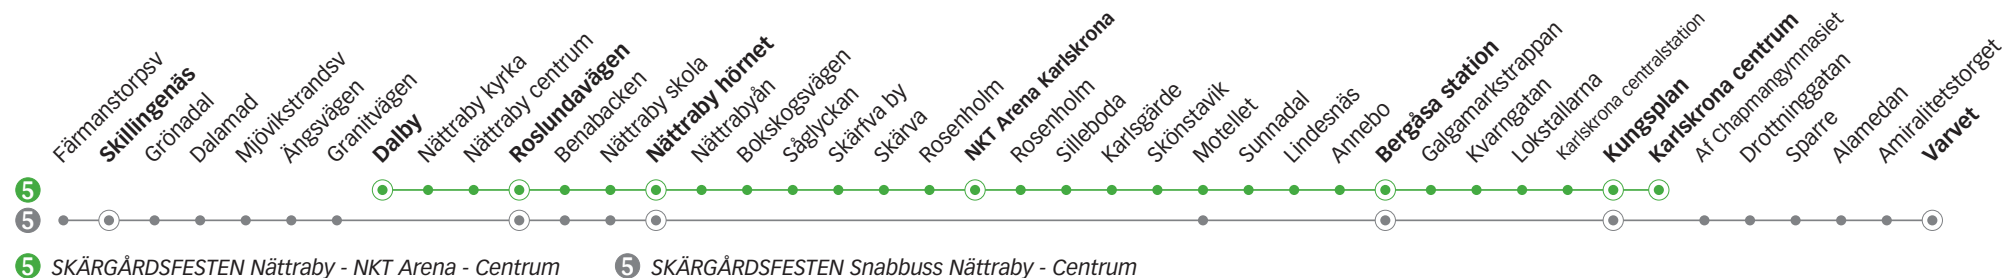 Färmanstorpsv
Skillingenäs
Grönadal
Dalamad
Mjövikstrandsv
Ängsvägen
Granitvägen
Dalby
Nättraby kyrka
Nättraby centrum
Roslundavägen
Benabacken
Nättraby skola
Nättraby hörnet
Nättrabyån
Bokskogsvägen
Såglyckan
Skärfva by
Skärva
Rosenholm
NKT Arena Karlskrona
Rosenholm
Silleboda
Karlsgärde
Skönstavik
Motellet
Sunnadal
Lindesnäs
Annebo
Bergåsa station
Galgamarkstrappan
Kvarngatan
Lokstallarna
Karlskrona centralstation
Kungsplan
Karlskrona centrum
Af Chapmangymnasiet
Drottninggatan
Sparre
Alamedan
Amiralitetstorget
Varvet
5
5
5 SKÄRGÅRDSFESTEN Nättraby - NKT Arena - Centrum
5 SKÄRGÅRDSFESTEN Snabbuss Nättraby - Centrum